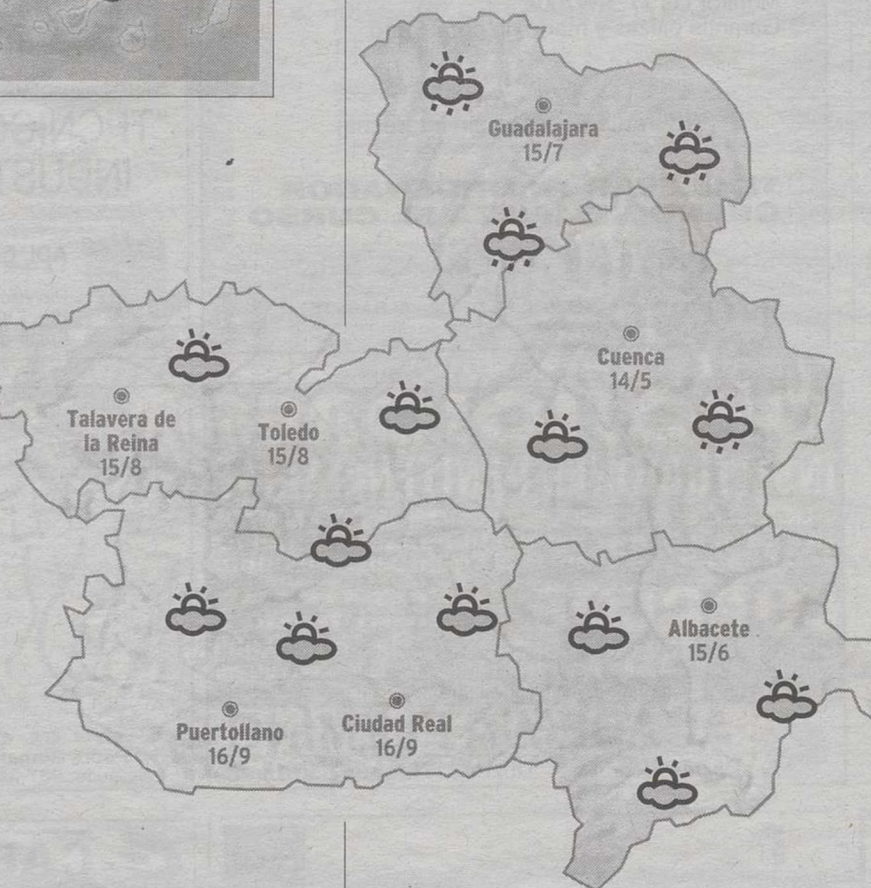 Guadalajara
15/7
Cuenca
14/5
Talavera de
la Reina
15/8
Toledo
15/8
Albacete
15/6
Puertollano
16/9
Ciudad Real
16/9